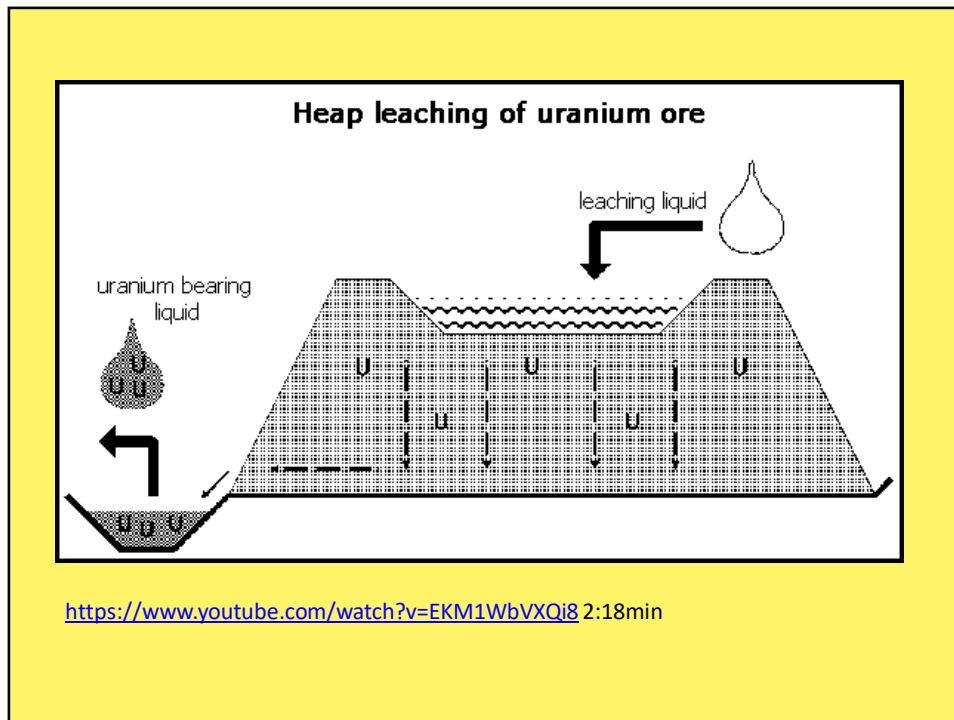 Heap leaching of uranium ore
leaching liquid
uranium bearing
liquid
U
U U
U U U
U U
U U U
https://www.youtube.com/watch?v=EKM1WbVXQi8 2:18min